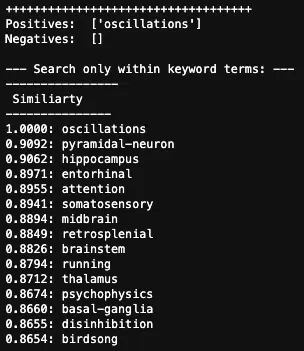 +++++++++++++++++++++++++++++++++++
Positives:  ['oscillations']
Negatives:  []
--- Search only within keyword terms: ---
----------------
 Similiarty
---------------
1.0000: oscillations
0.9092: pyramidal-neuron
0.9062: hippocampus
0.8971: entorhinal
0.8955: attention
0.8941: somatosensory
0.8894: midbrain
0.8849: retrosplenial
0.8826: brainstem
0.8794: running
0.8712: thalamus
0.8674: psychophysics
0.8660: basal-ganglia
0.8655: disinhibition
0.8654: birdsong